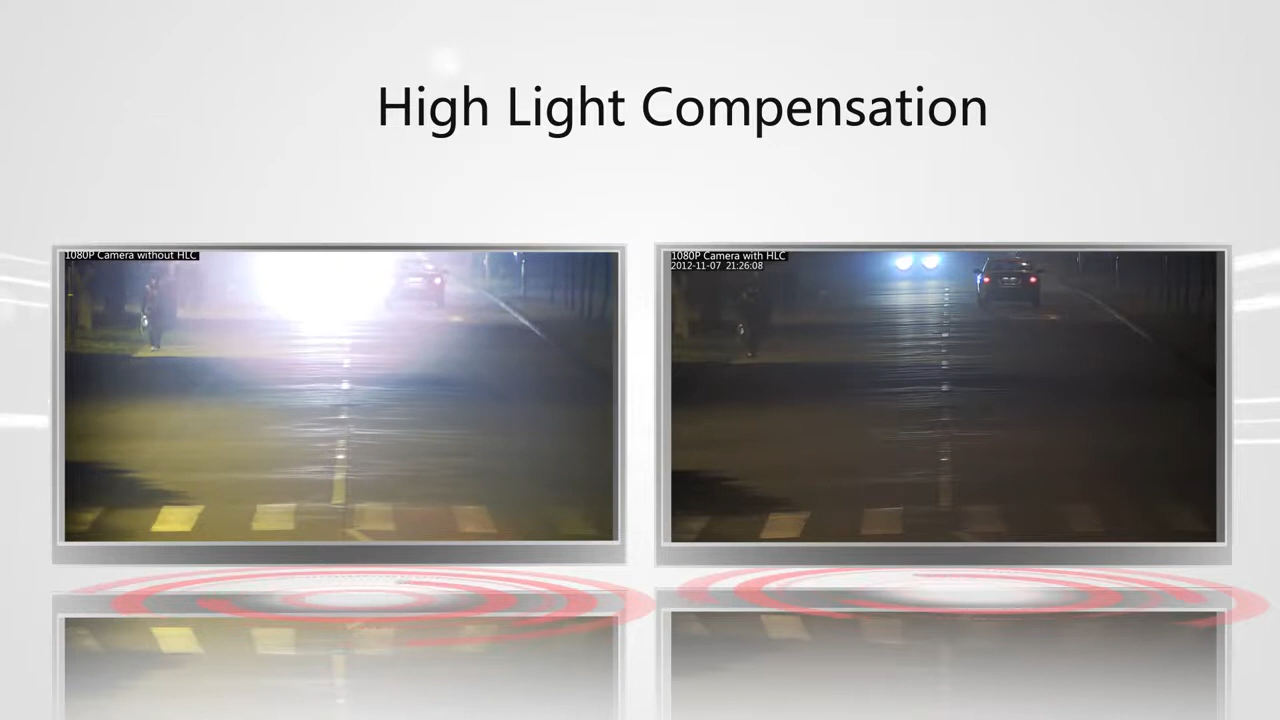 High Light Compensation
1080P Camera without HLC
1080P Camera with HLC
2012-11-07 21:26:08